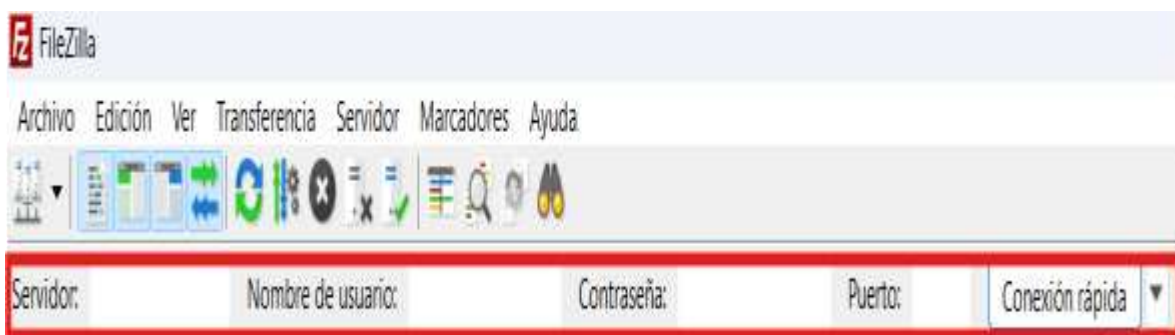 FileZilla
Archivo Edición Ver Transferencia Servidor Marcadores Ayuda
Servidor: Nombre de usuario: Contraseña: Puerto: Conexión rápida